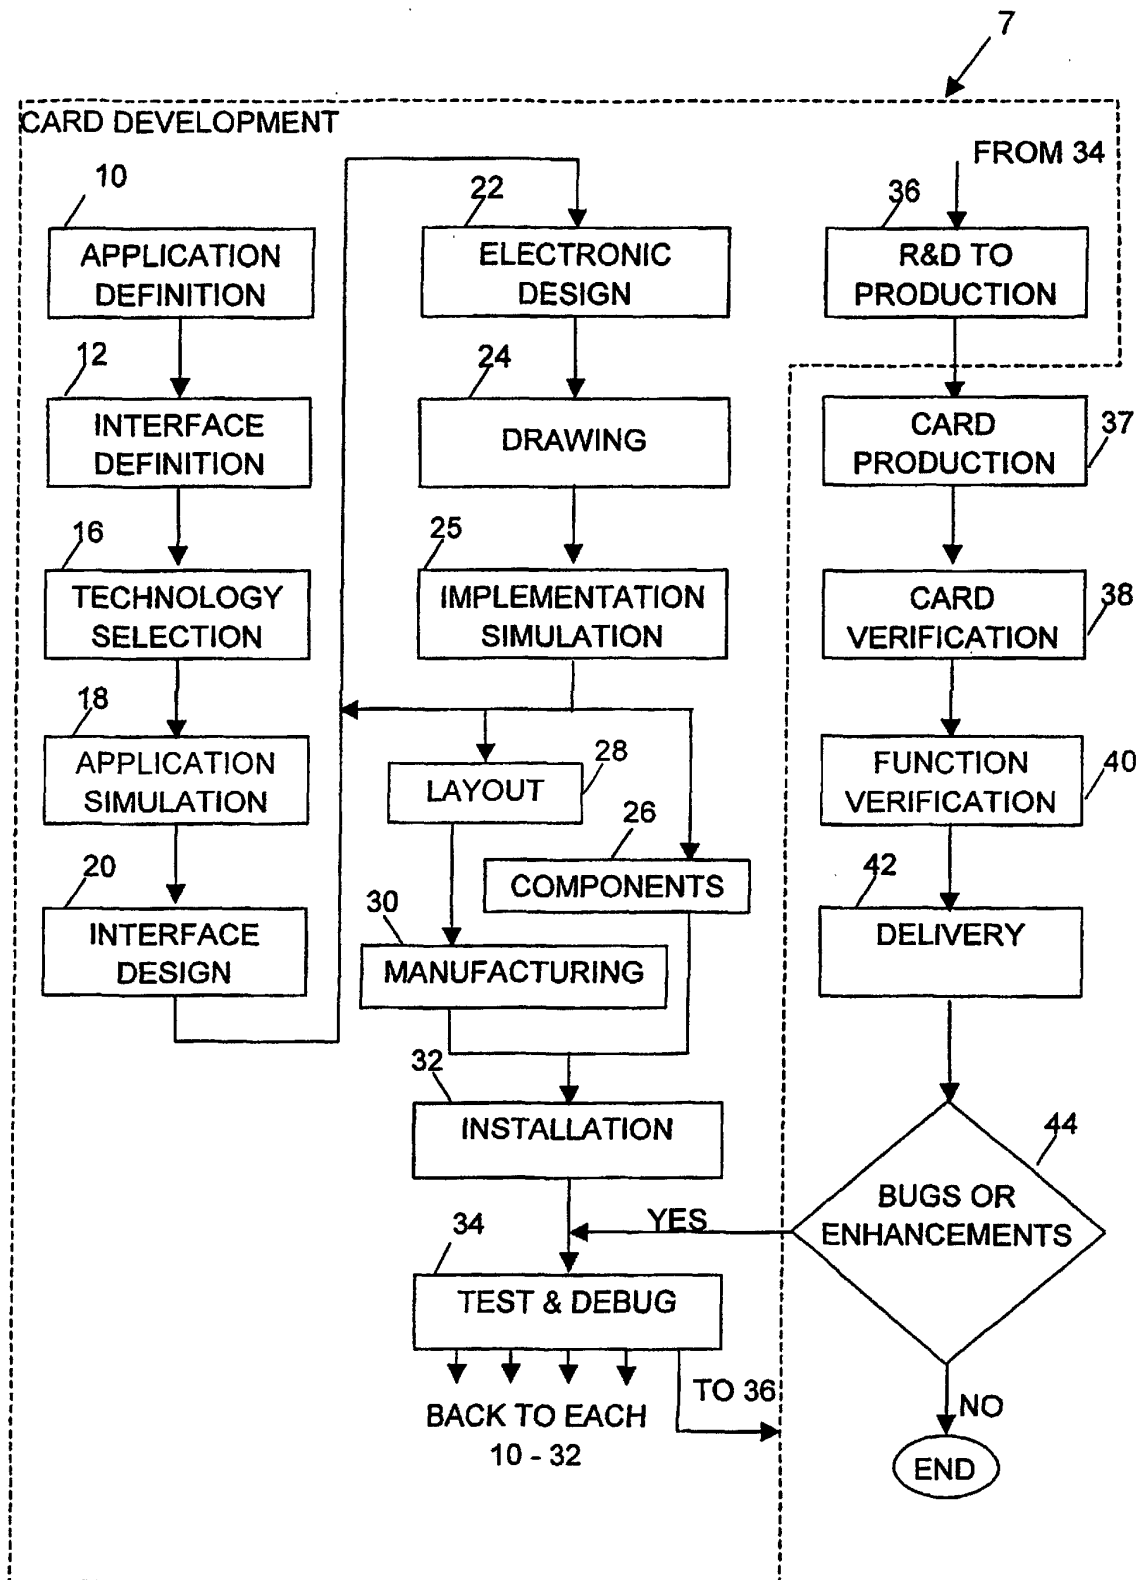 7
CARD DEVELOPMENT
10
APPLICATION
DEFINITION
12
INTERFACE
DEFINITION
16
TECHNOLOGY
SELECTION
18
APPLICATION
SIMULATION
20
INTERFACE
DESIGN
22
ELECTRONIC
DESIGN
24
DRAWING
25
IMPLEMENTATION
SIMULATION
28
LAYOUT
26
COMPONENTS
30
MANUFACTURING
32
INSTALLATION
34
TEST & DEBUG
BACK TO EACH
10 - 32
TO 36
FROM 34
36
R&D TO
PRODUCTION
37
CARD
PRODUCTION
38
CARD
VERIFICATION
40
FUNCTION
VERIFICATION
42
DELIVERY
44
BUGS OR
ENHANCEMENTS
YES
NO
END